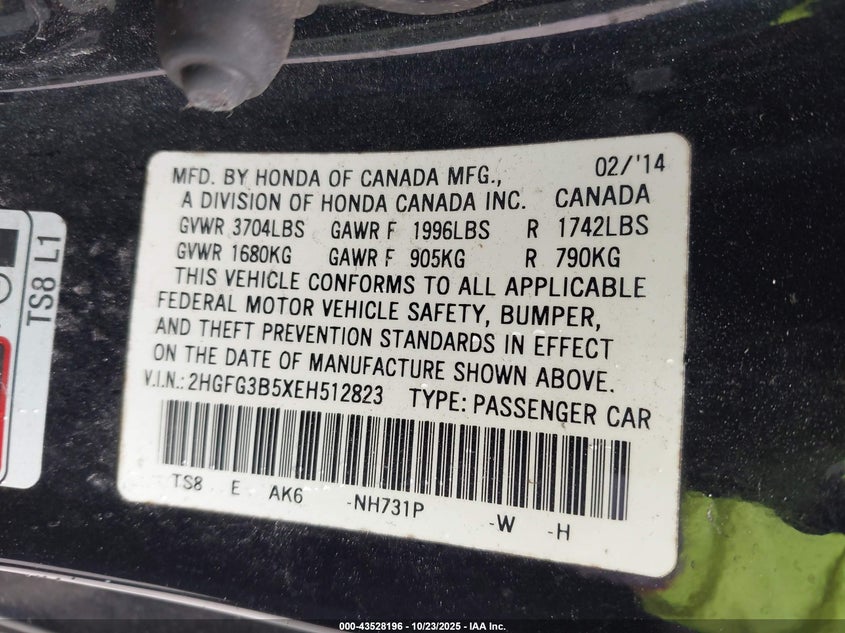 02/'14
MFD. BY HONDA OF CANADA MFG.,
A DIVISION OF HONDA CANADA INC. CANADA
GVWR 3704LBS GAWR F 1996LBS R 1742LBS
GVWR 1680KG GAWR F 905KG R 790KG
THIS VEHICLE CONFORMS TO ALL APPLICABLE
FEDERAL MOTOR VEHICLE SAFETY, BUMPER,
AND THEFT PREVENTION STANDARDS IN EFFECT
ON THE DATE OF MANUFACTURE SHOWN ABOVE.
V.I.N.: 2HGFG3B5XEH512823 TYPE: PASSENGER CAR
TS8 E AK6 -NH731P -W -H
TS8 L1
000-43528196 - 10/23/2025 - IAA Inc.